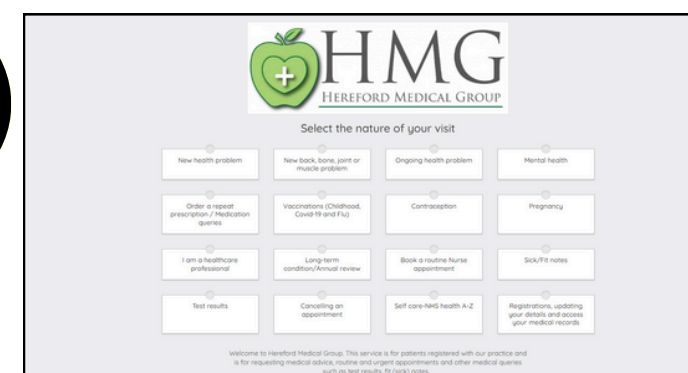 HMG
HEREFORD MEDICAL GROUP
Select the nature of your visit
New health problem
New back, bone, joint or
muscle problem
Ongoing health problem
Mental health
Order a repeat
prescription / Medication
queries
Vaccinations (Childhood,
Covid-19 and Flu)
Contraception
Pregnancy
I am a healthcare
professional
Long-term
condition/Annual review
Book a routine Nurse
appointment
Sick/Fit notes
Test results
Cancelling an
appointment
Self care-NHS health A-Z
Registrations, updating
your details and access
your medical records
Welcome to Hereford Medical Group. This service is for patients registered with our practice and
is for requesting medical advice, routine and urgent appointments and other medical queries
such as test results, fit (sick) notes.